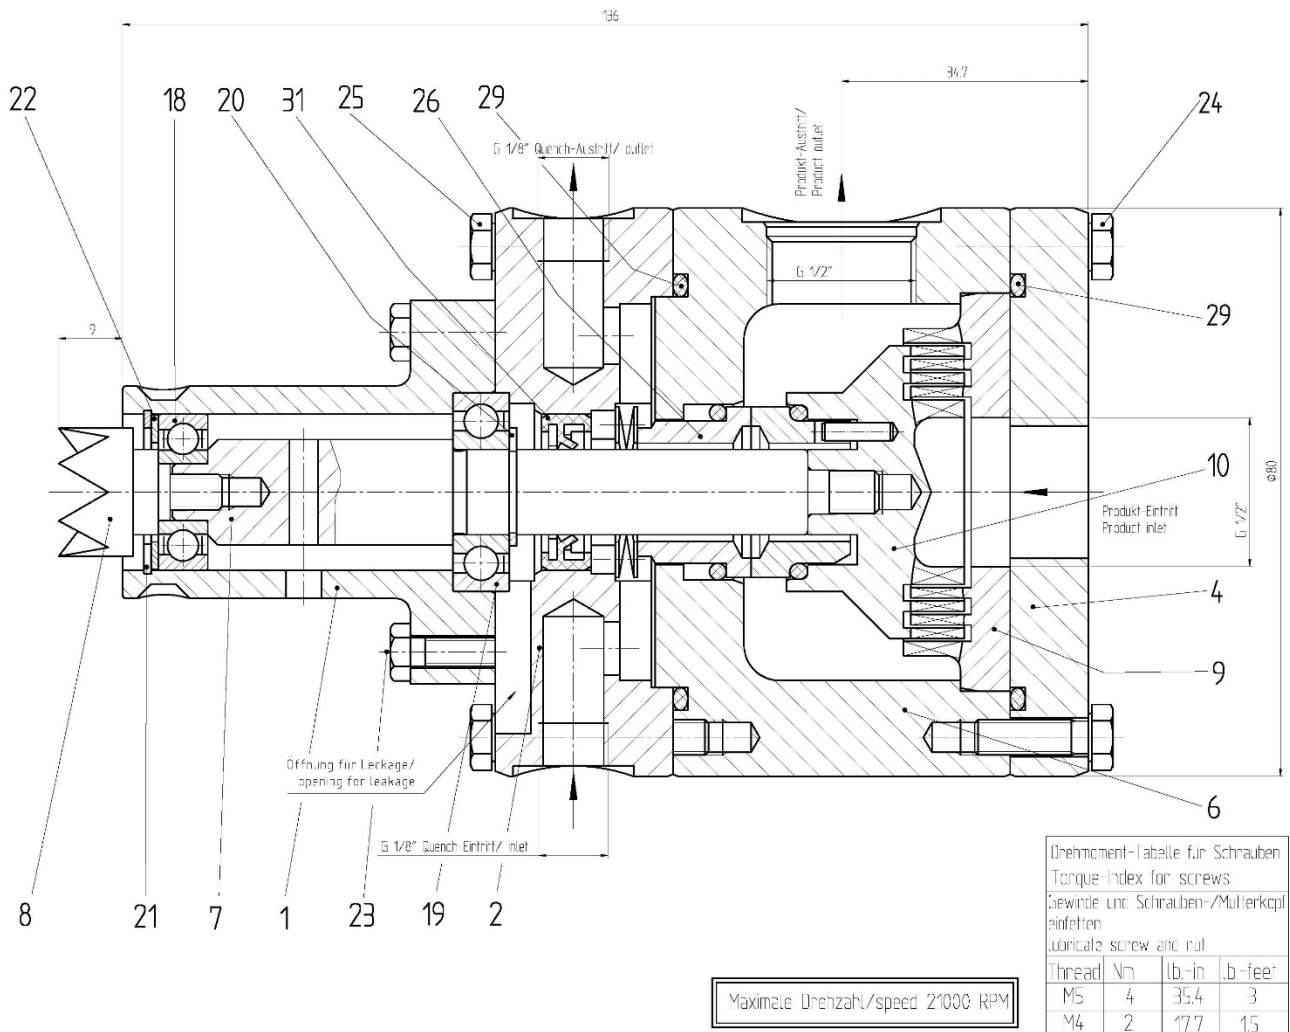 136
34.7
22
18
20
31
25
26
29
24
G 1/8" Quench-Austritt/ outlet
Produkt-Austritt/
Product outlet
G 1/2"
29
9
10
Produkt-Eintritt
Product inlet
G 1/2"
⌀80
4
9
Öffnung für Leckage/
opening for leakage
6
G 1/8" Quench-Eintritt/ inlet
8
21
7
1
23
19
2
Drehmoment-Tabelle für Schrauben
Torque-Index for screws
Gewinde und Schrauben-/Mutterkopf
einfetten
lubricate screw and nut
Thread Nm lb.-in lb.-feet
M5 4 35.4 3
M4 2 17.7 1.5
Maximale Drehzahl/speed 21000 RPM